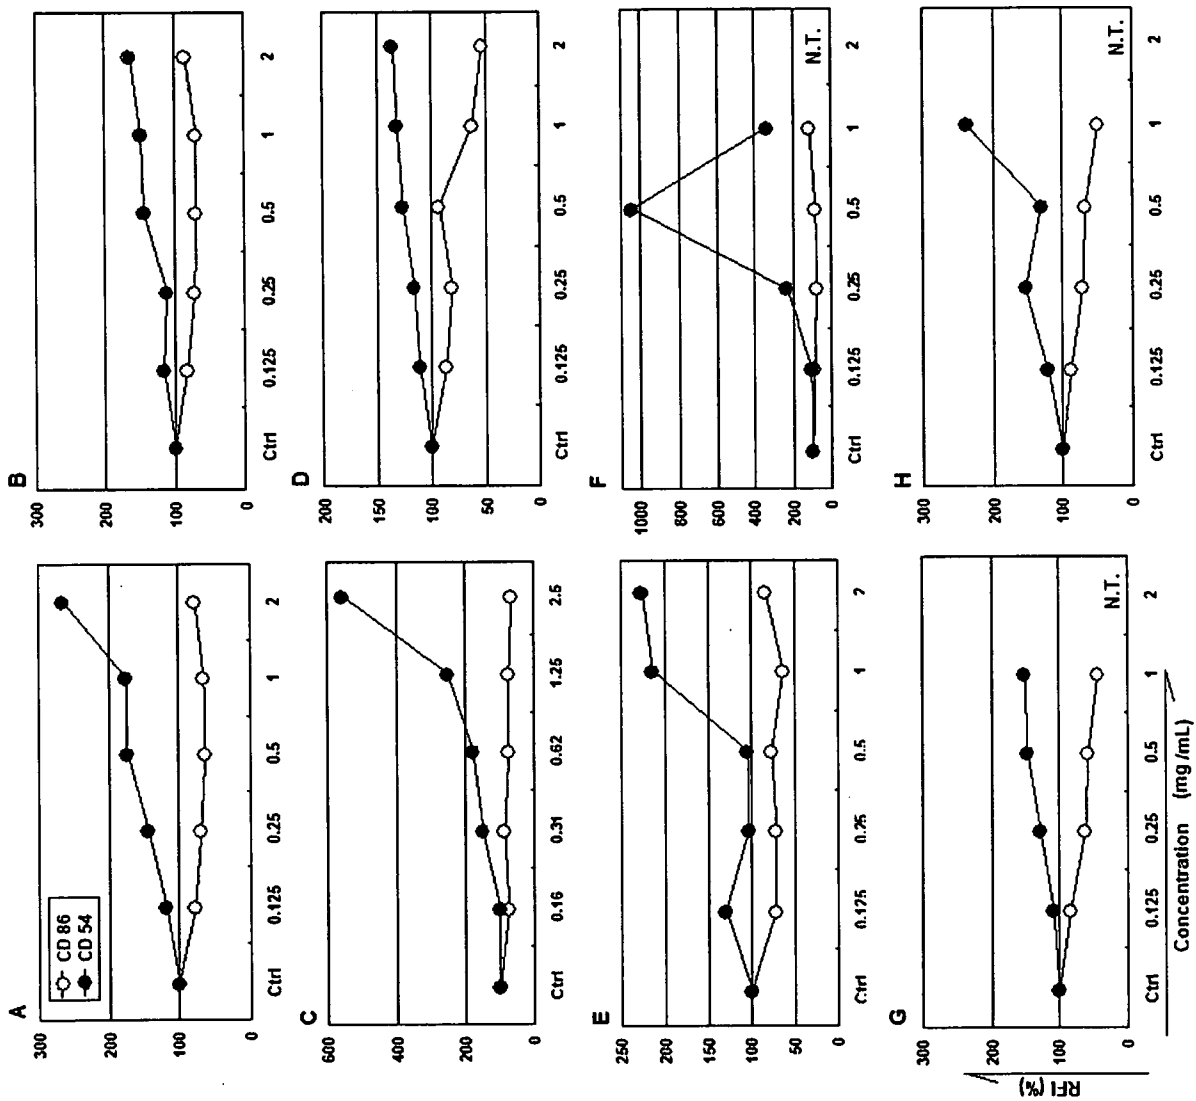 A
300
200
100
0
CD 86
CD 54
Ctrl 0.125 0.25 0.5 1 2
B
300
200
100
0
Ctrl 0.125 0.25 0.5 1 2
C
600
400
200
0
Ctrl 0.16 0.31 0.62 1.25 2.5
D
200
150
100
50
0
Ctrl 0.125 0.25 0.5 1 2
E
250
200
150
100
50
0
Ctrl 0.125 0.25 0.5 1 2
F
1000
800
600
400
200
0
N.T.
Ctrl 0.125 0.25 0.5 1 2
G
300
200
100
0
N.T.
Ctrl 0.125 0.25 0.5 1 2
H
300
200
100
0
N.T.
Ctrl 0.125 0.25 0.5 1 2
RFI (%)
Concentration (mg /mL)